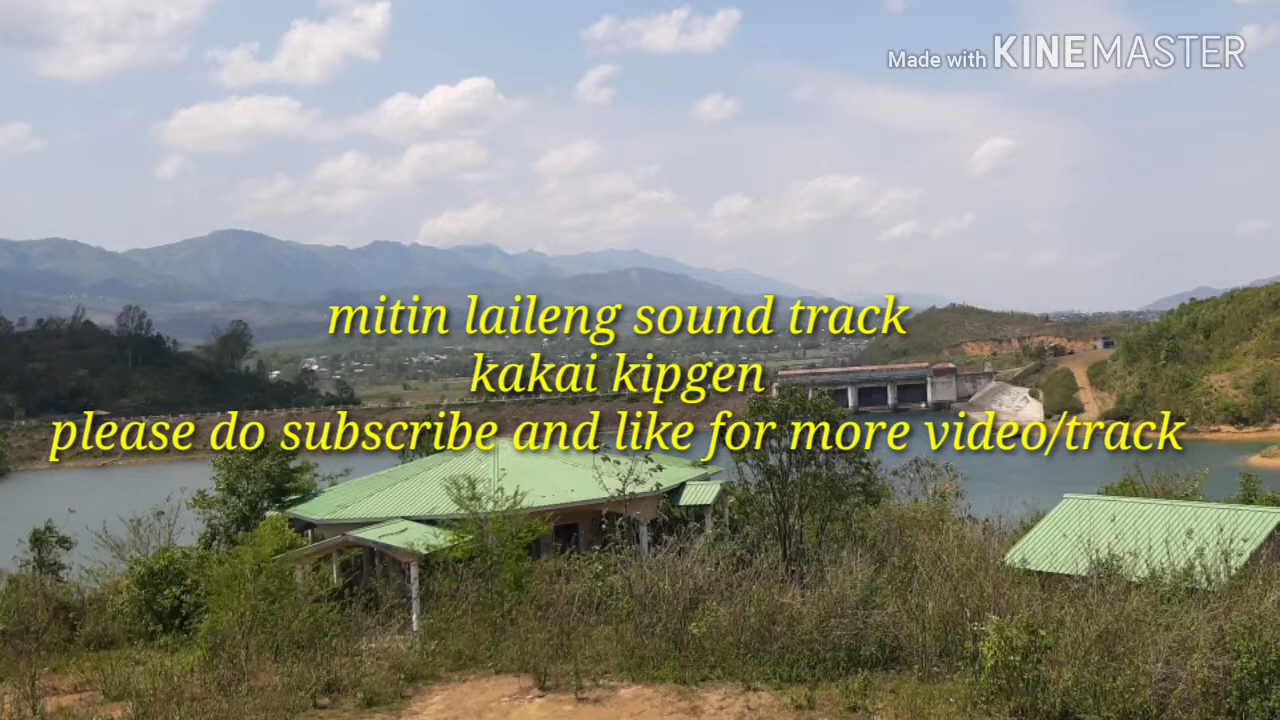 Made with KINEMASTER
mitin laileng sound track
kakai kipgen
please do subscribe and like for more video/track